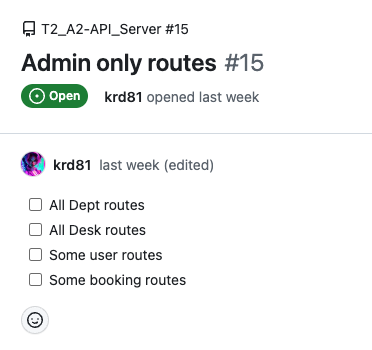 T2_A2-API_Server #15
Admin only routes #15
Open krd81 opened last week
krd81 last week (edited)
All Dept routes
All Desk routes
Some user routes
Some booking routes